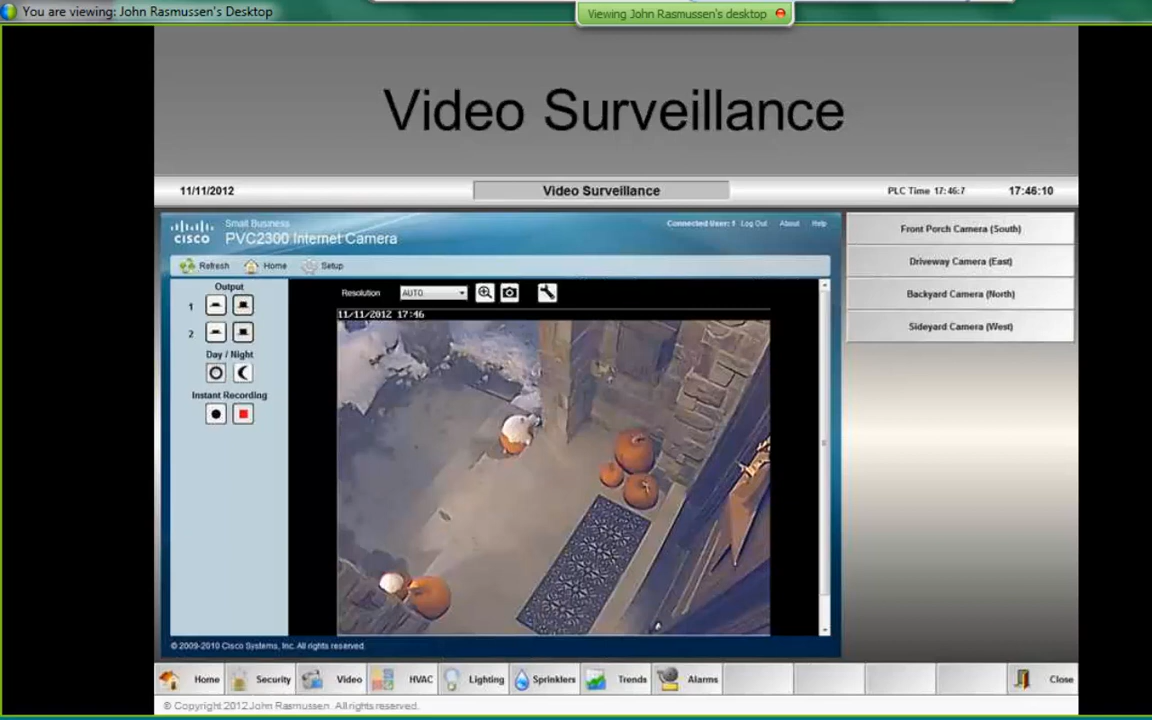 You are viewing: John Rasmussen's Desktop
Viewing John Rasmussen's desktop
Video Surveillance
11/11/2012
Video Surveillance
PLC Time 17:46:7
17:46:10
cisco
Small Business
PVC2300 Internet Camera
Connected User: 1 Log Out About Help
Refresh Home Setup
Output
1
2
Day / Night
Instant Recording
Resolution AUTO
11/11/2012 17:46
Front Porch Camera (South)
Driveway Camera (East)
Backyard Camera (North)
Sideyard Camera (West)
© 2009-2010 Cisco Systems, Inc. All rights reserved.
Home Security Video HVAC Lighting Sprinklers Trends Alarms Close
© Copyright 2012 John Rasmussen. All rights reserved.